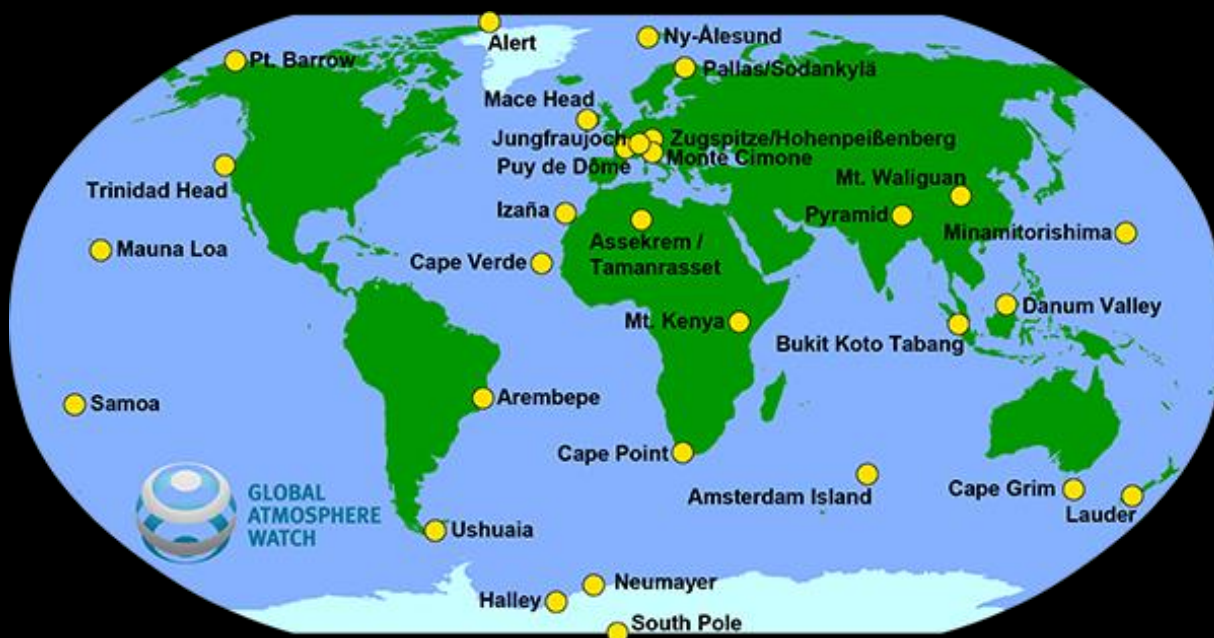 Alert
Ny-Ålesund
Pt. Barrow
Pallas/Sodankylä
Mace Head
Jungfraujoch
Zugspitze/Hohenpeißenberg
Puy de Dôme
Monte Cimone
Trinidad Head
Mt. Waliguan
Izaña
Pyramid
Minamitorishima
Mauna Loa
Assekrem /
Tamanrasset
Cape Verde
Danum Valley
Mt. Kenya
Bukit Koto Tabang
Samoa
Arembepe
Cape Point
Amsterdam Island
Cape Grim
Lauder
GLOBAL
ATMOSPHERE
WATCH
Ushuaia
Neumayer
Halley
South Pole